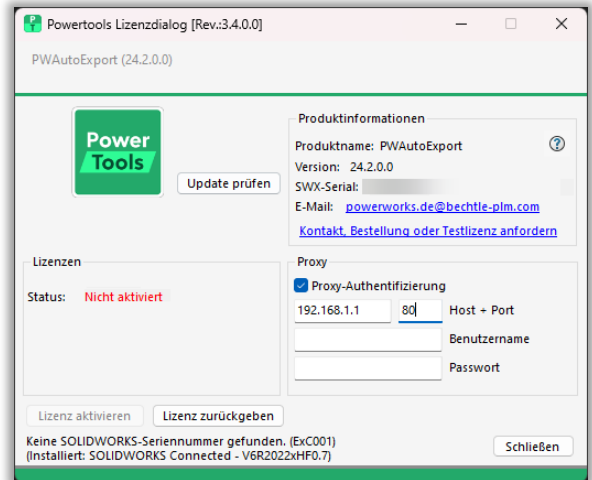 Powertools Lizenzdialog [Rev.:3.4.0.0]
PWAutoExport (24.2.0.0)
Power
Tools
Update prüfen
Produktinformationen
Produktname: PWAutoExport
Version: 24.2.0.0
SWX-Serial:
E-Mail: powerworks.de@bechtle-plm.com
Kontakt, Bestellung oder Testlizenz anfordern
Lizenzen
Status: Nicht aktiviert
Proxy
Proxy-Authentifizierung
192.168.1.1 80 Host + Port
Benutzername
Passwort
Lizenz aktivieren Lizenz zurückgeben
Keine SOLIDWORKS-Seriennummer gefunden. (ExC001)
(Installiert: SOLIDWORKS Connected - V6R2022xHF0.7)
Schließen